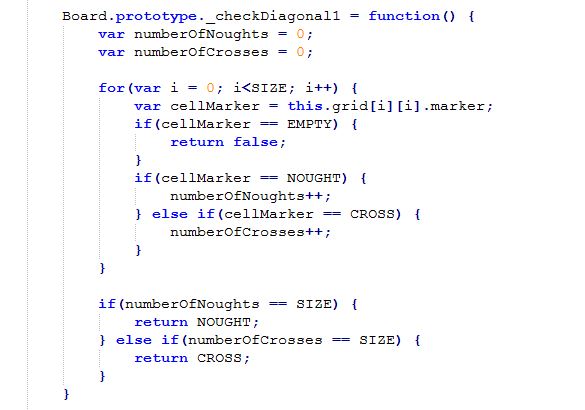 Board.prototype._checkDiagonal1 = function() {
    var numberOfNoughts = 0;
    var numberOfCrosses = 0;

    for(var i = 0; i<SIZE; i++) {
        var cellMarker = this.grid[i][i].marker;
        if(cellMarker == EMPTY) {
            return false;
        }
        if(cellMarker == NOUGHT) {
            numberOfNoughts++;
        } else if(cellMarker == CROSS) {
            numberOfCrosses++;
        }
    }

    if(numberOfNoughts == SIZE) {
        return NOUGHT;
    } else if(numberOfCrosses == SIZE) {
        return CROSS;
    }
}